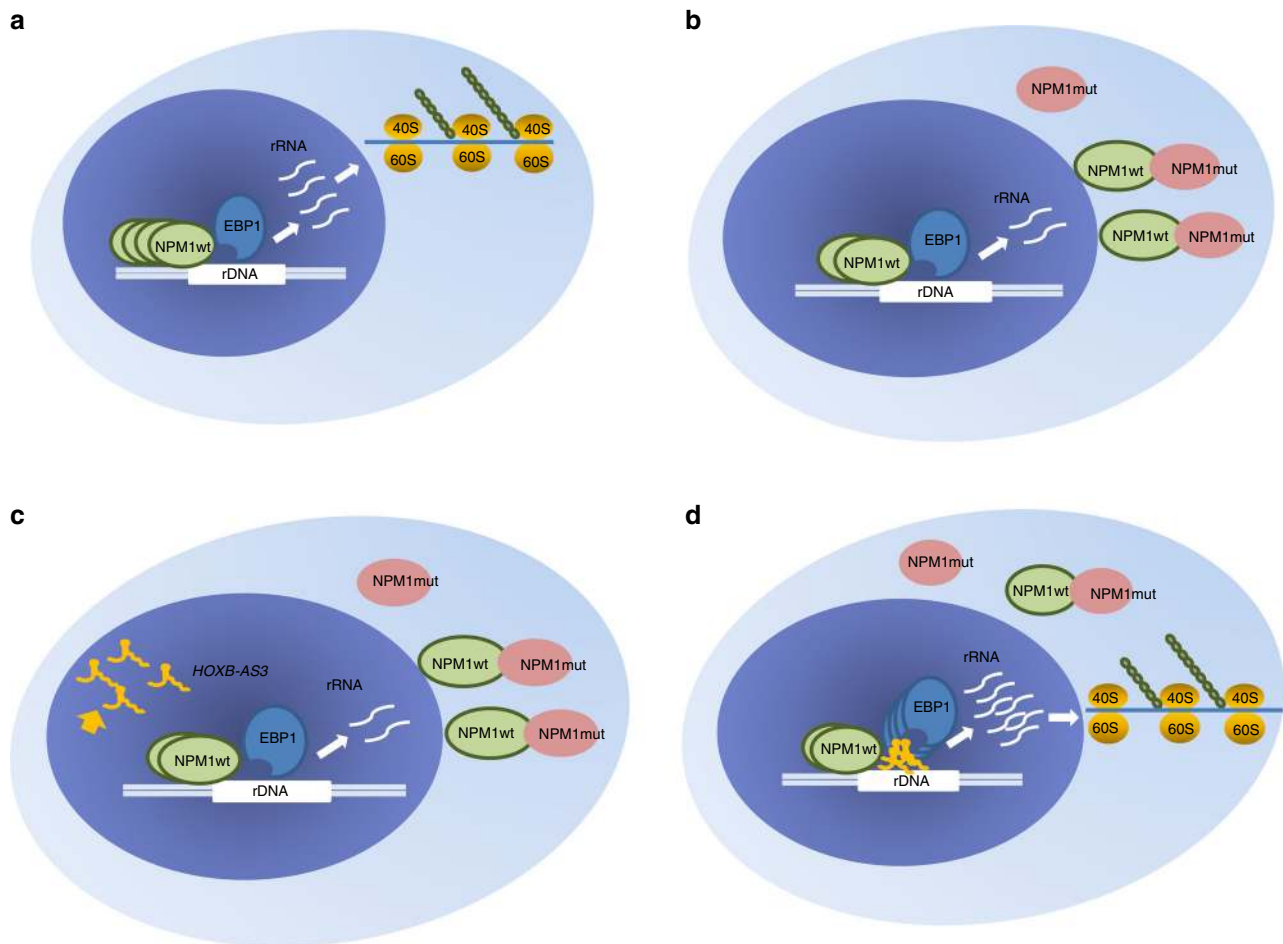 a
40S 40S 40S
60S 60S 60S
rRNA
EBP1
NPM1wt
rDNA
b
NPM1mut
NPM1wt NPM1mut
rRNA
NPM1wt NPM1mut
EBP1
NPM1wt
rDNA
c
NPM1mut
HOXB-AS3
NPM1wt NPM1mut
rRNA
NPM1wt NPM1mut
EBP1
NPM1wt
rDNA
d
NPM1mut
NPM1wt NPM1mut
rRNA
40S 40S 40S
60S 60S 60S
EBP1
NPM1wt
rDNA